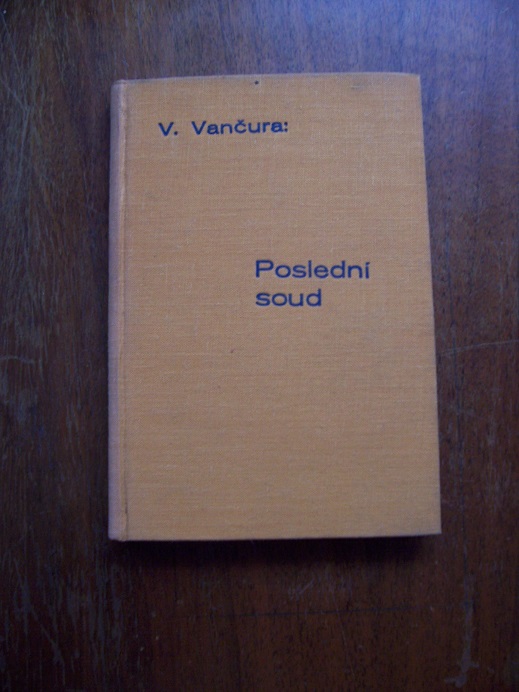 V. Vančura:
Poslední
soud